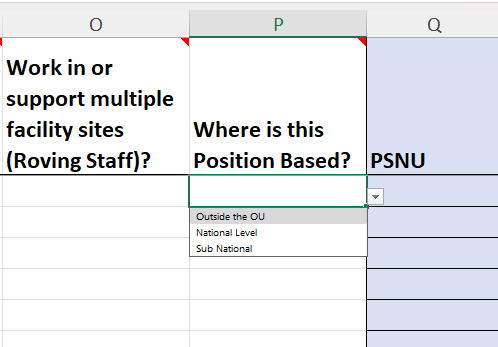 O
P
Q
Work in or
support multiple
facility sites
(Roving Staff)?
Where is this
Position Based?
PSNU
Outside the OU
National Level
Sub National